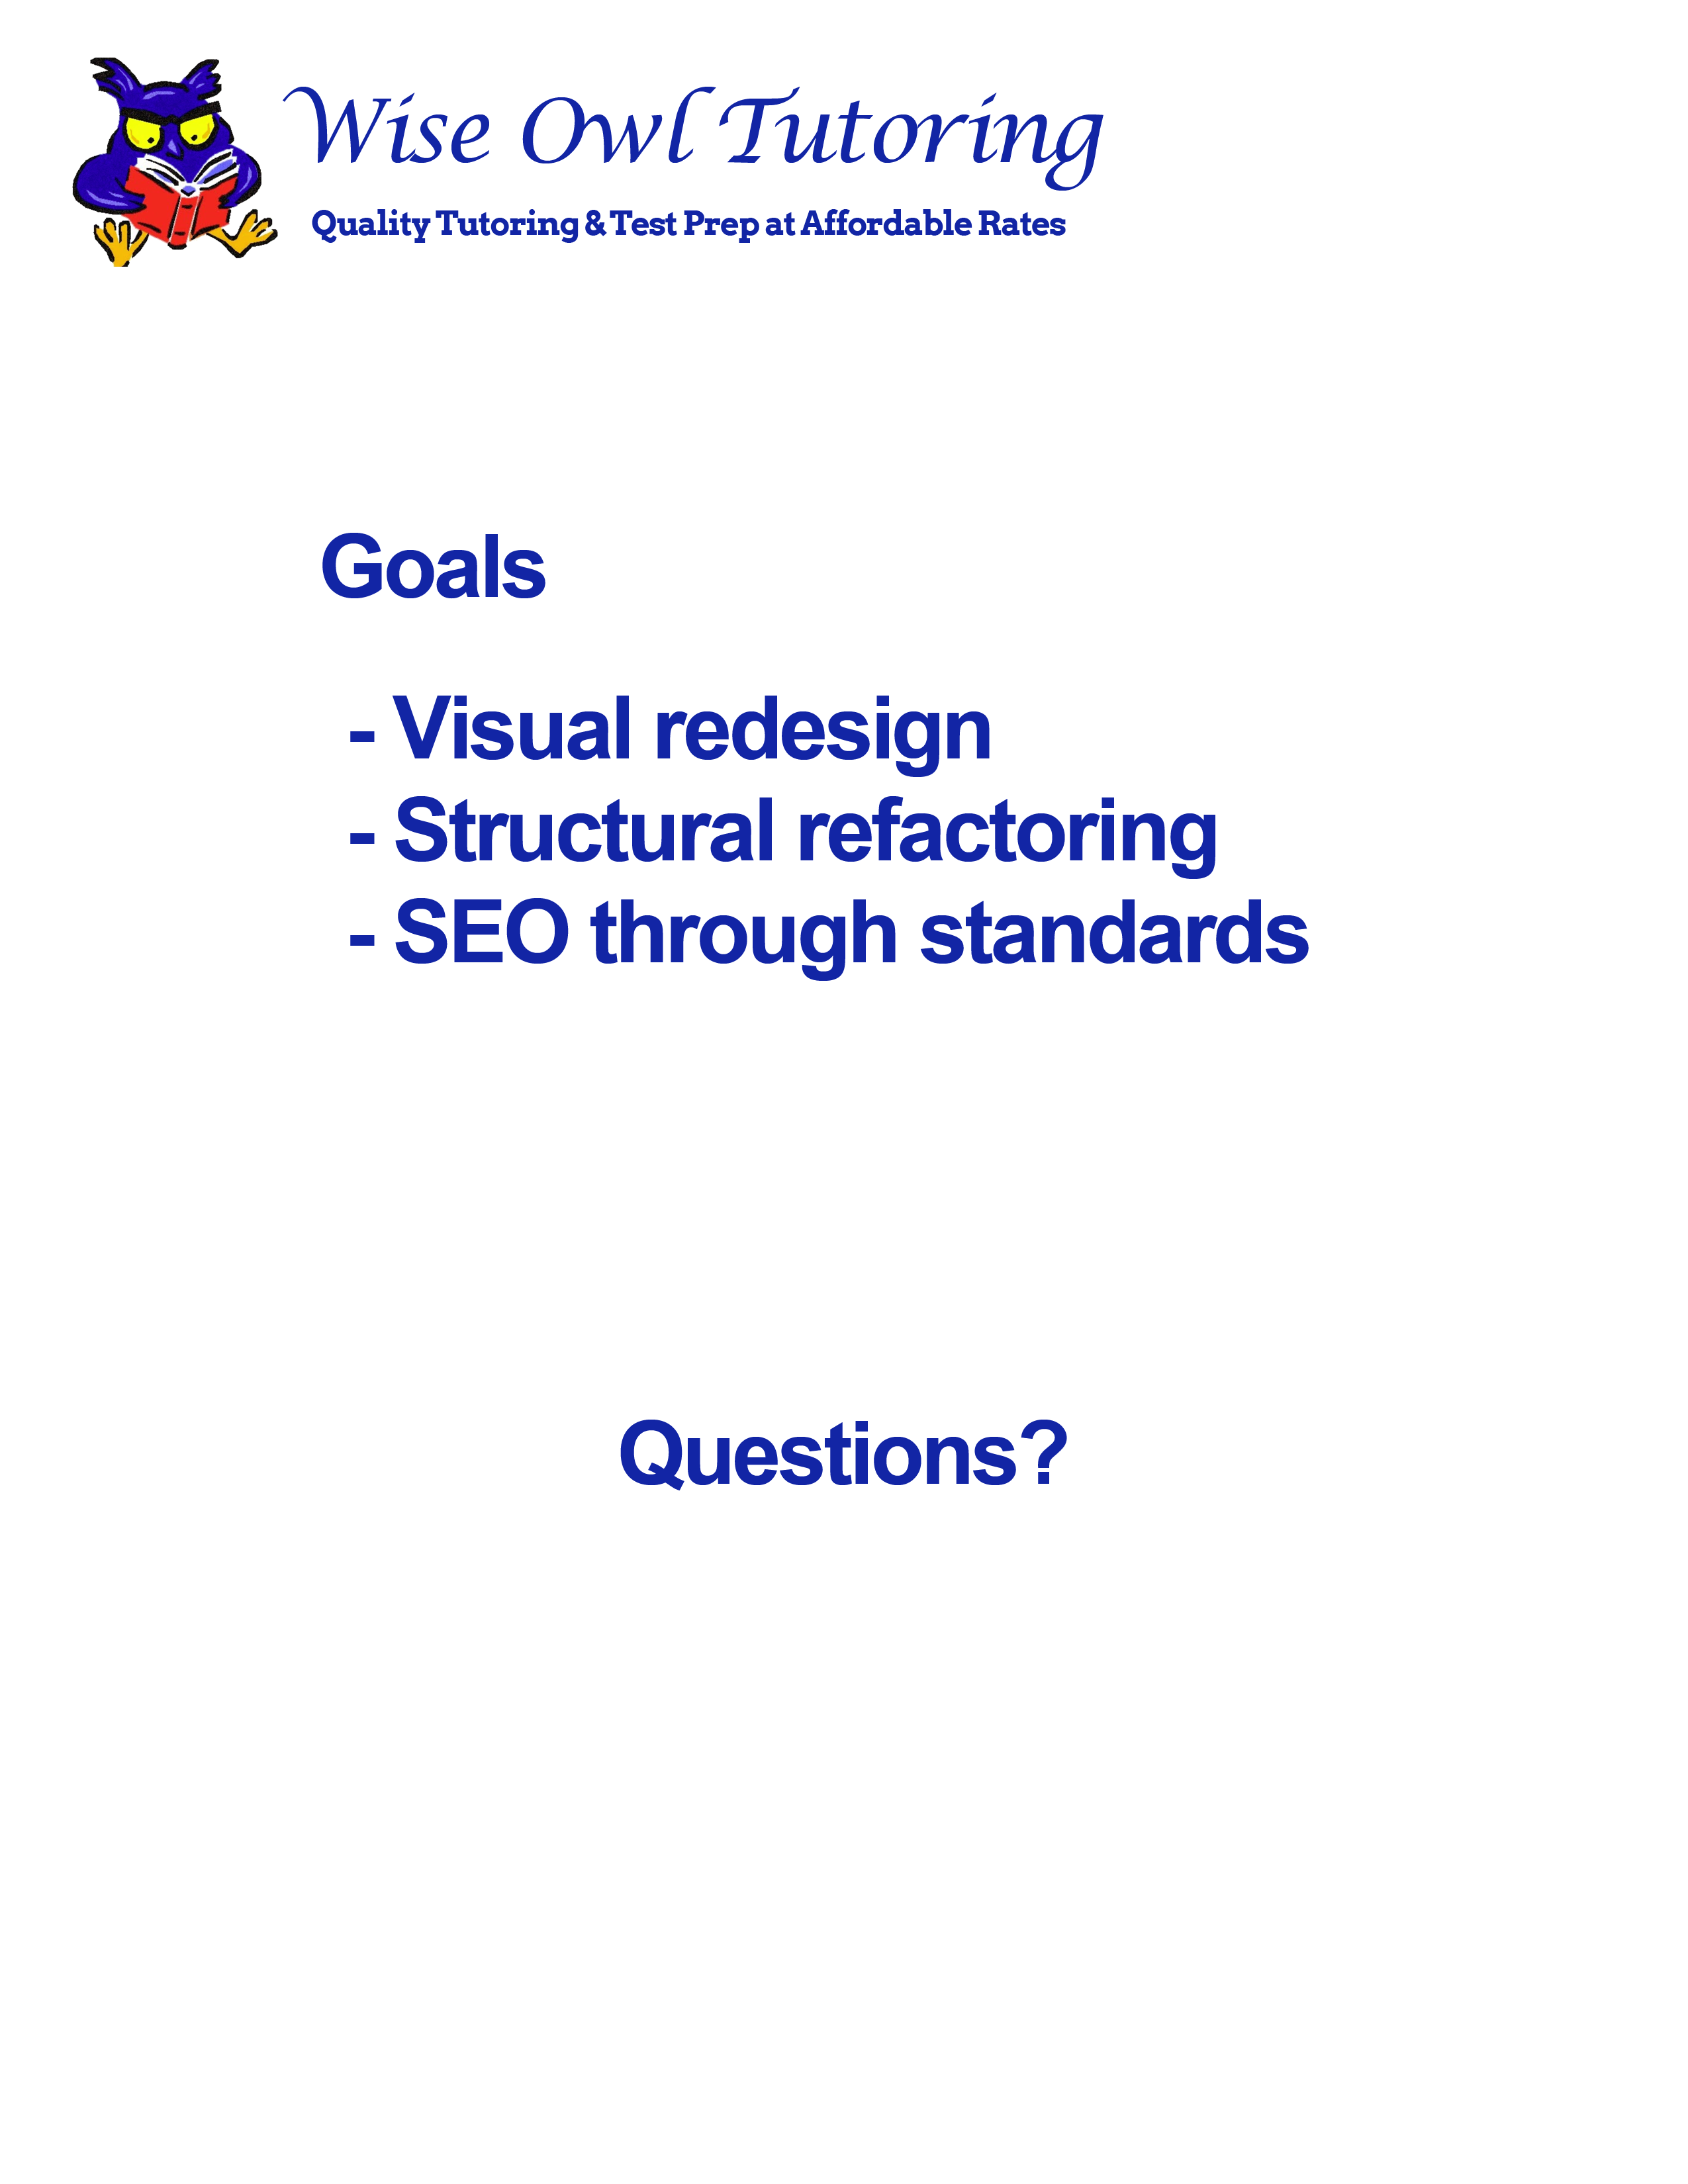 Wise Owl Tutoring
Quality Tutoring & Test Prep at Affordable Rates
Goals
- Visual redesign
- Structural refactoring
- SEO through standards
Questions?